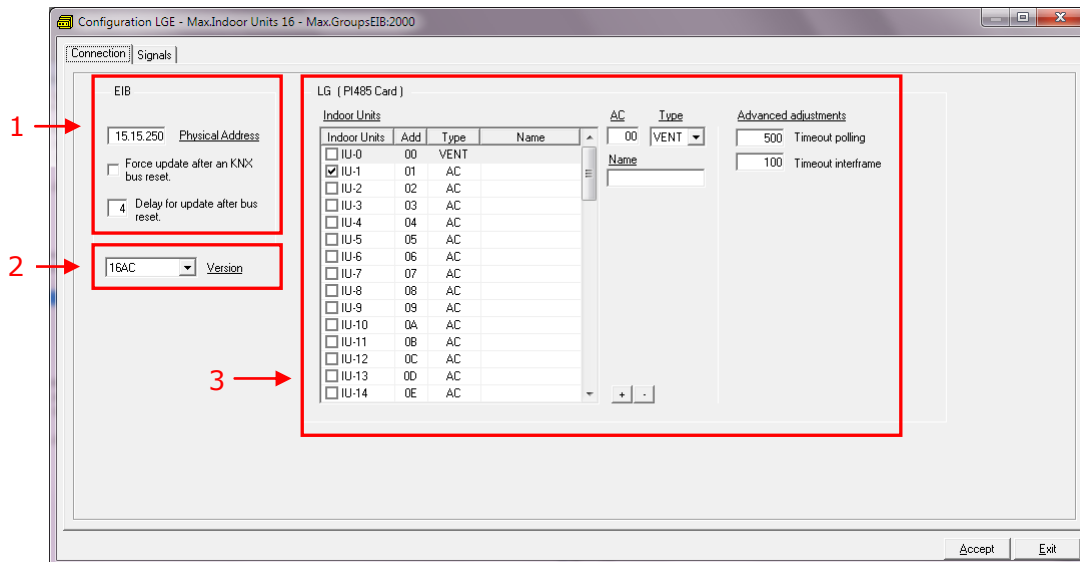 Configuration LGE - Max.Indoor Units 16 - Max.GroupsEIB:2000
Connection Signals
EIB
1
15.15.250 Physical Address
Force update after an KNX
bus reset.
4 Delay for update after bus
reset.
2
16AC Version
3
LG ( PI485 Card )
Indoor Units
Indoor Units Add Type Name
IU-0 00 VENT
IU-1 01 AC
IU-2 02 AC
IU-3 03 AC
IU-4 04 AC
IU-5 05 AC
IU-6 06 AC
IU-7 07 AC
IU-8 08 AC
IU-9 09 AC
IU-10 0A AC
IU-11 0B AC
IU-12 0C AC
IU-13 0D AC
IU-14 0E AC
AC Type
00 VENT
Name
+ -
Advanced adjustments
500 Timeout polling
100 Timeout interframe
Accept Exit